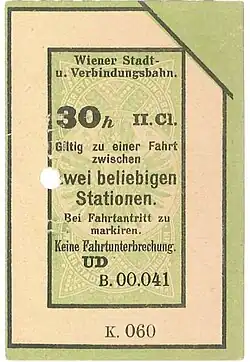 Wiener Stadt-
u. Verbindungsbahn.
30h II. Cl.
Giltig zu einer Fahrt
zwischen
zwei beliebigen
Stationen.
Bei Fahrtantritt zu
markiren.
Keine Fahrtunterbrechung.
UD
B. 00.041
K. 060